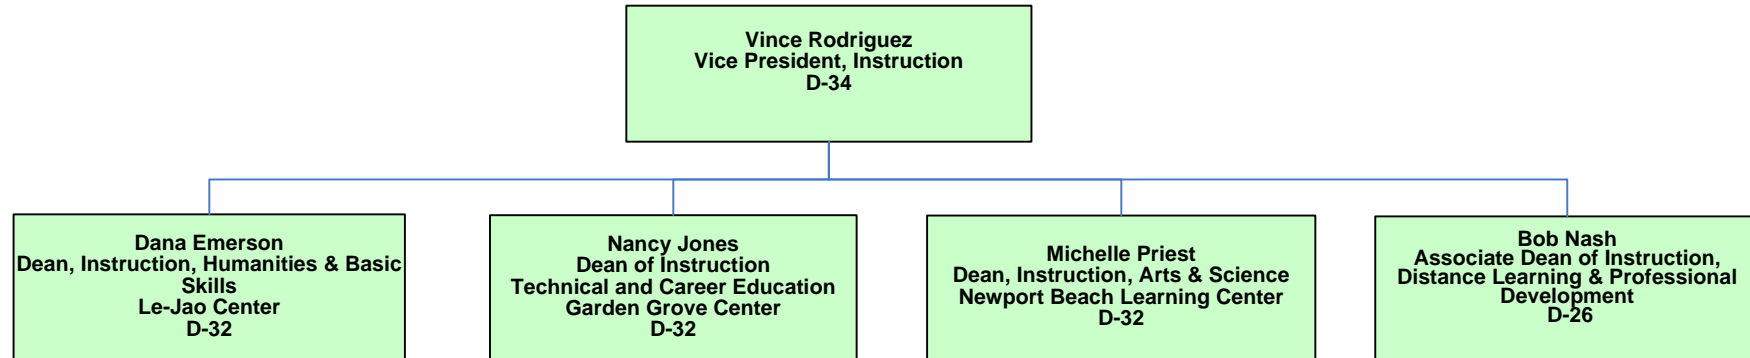 Vince Rodriguez
Vice President, Instruction
D-34
Dana Emerson
Dean, Instruction, Humanities & Basic
Skills
Le-Jao Center
D-32
Nancy Jones
Dean of Instruction
Technical and Career Education
Garden Grove Center
D-32
Michelle Priest
Dean, Instruction, Arts & Science
Newport Beach Learning Center
D-32
Bob Nash
Associate Dean of Instruction,
Distance Learning & Professional
Development
D-26